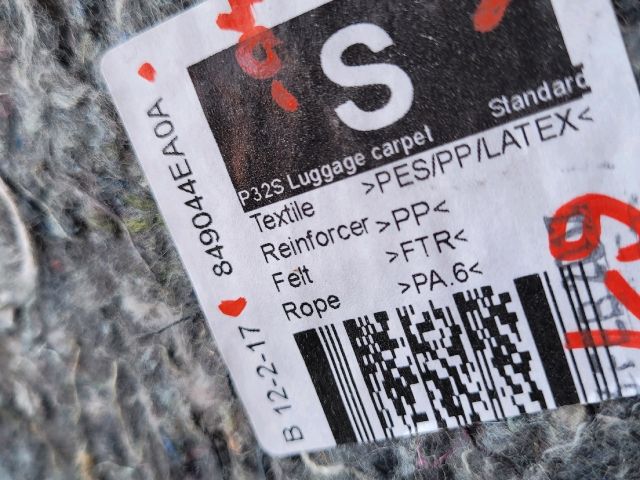 S
P32S Luggage carpet Standard
Textile >PES/PP/LATEX<
Reinforcer >PP<
Felt >FTR<
Rope >PA.6<
849044EA0A
B 12-2-17